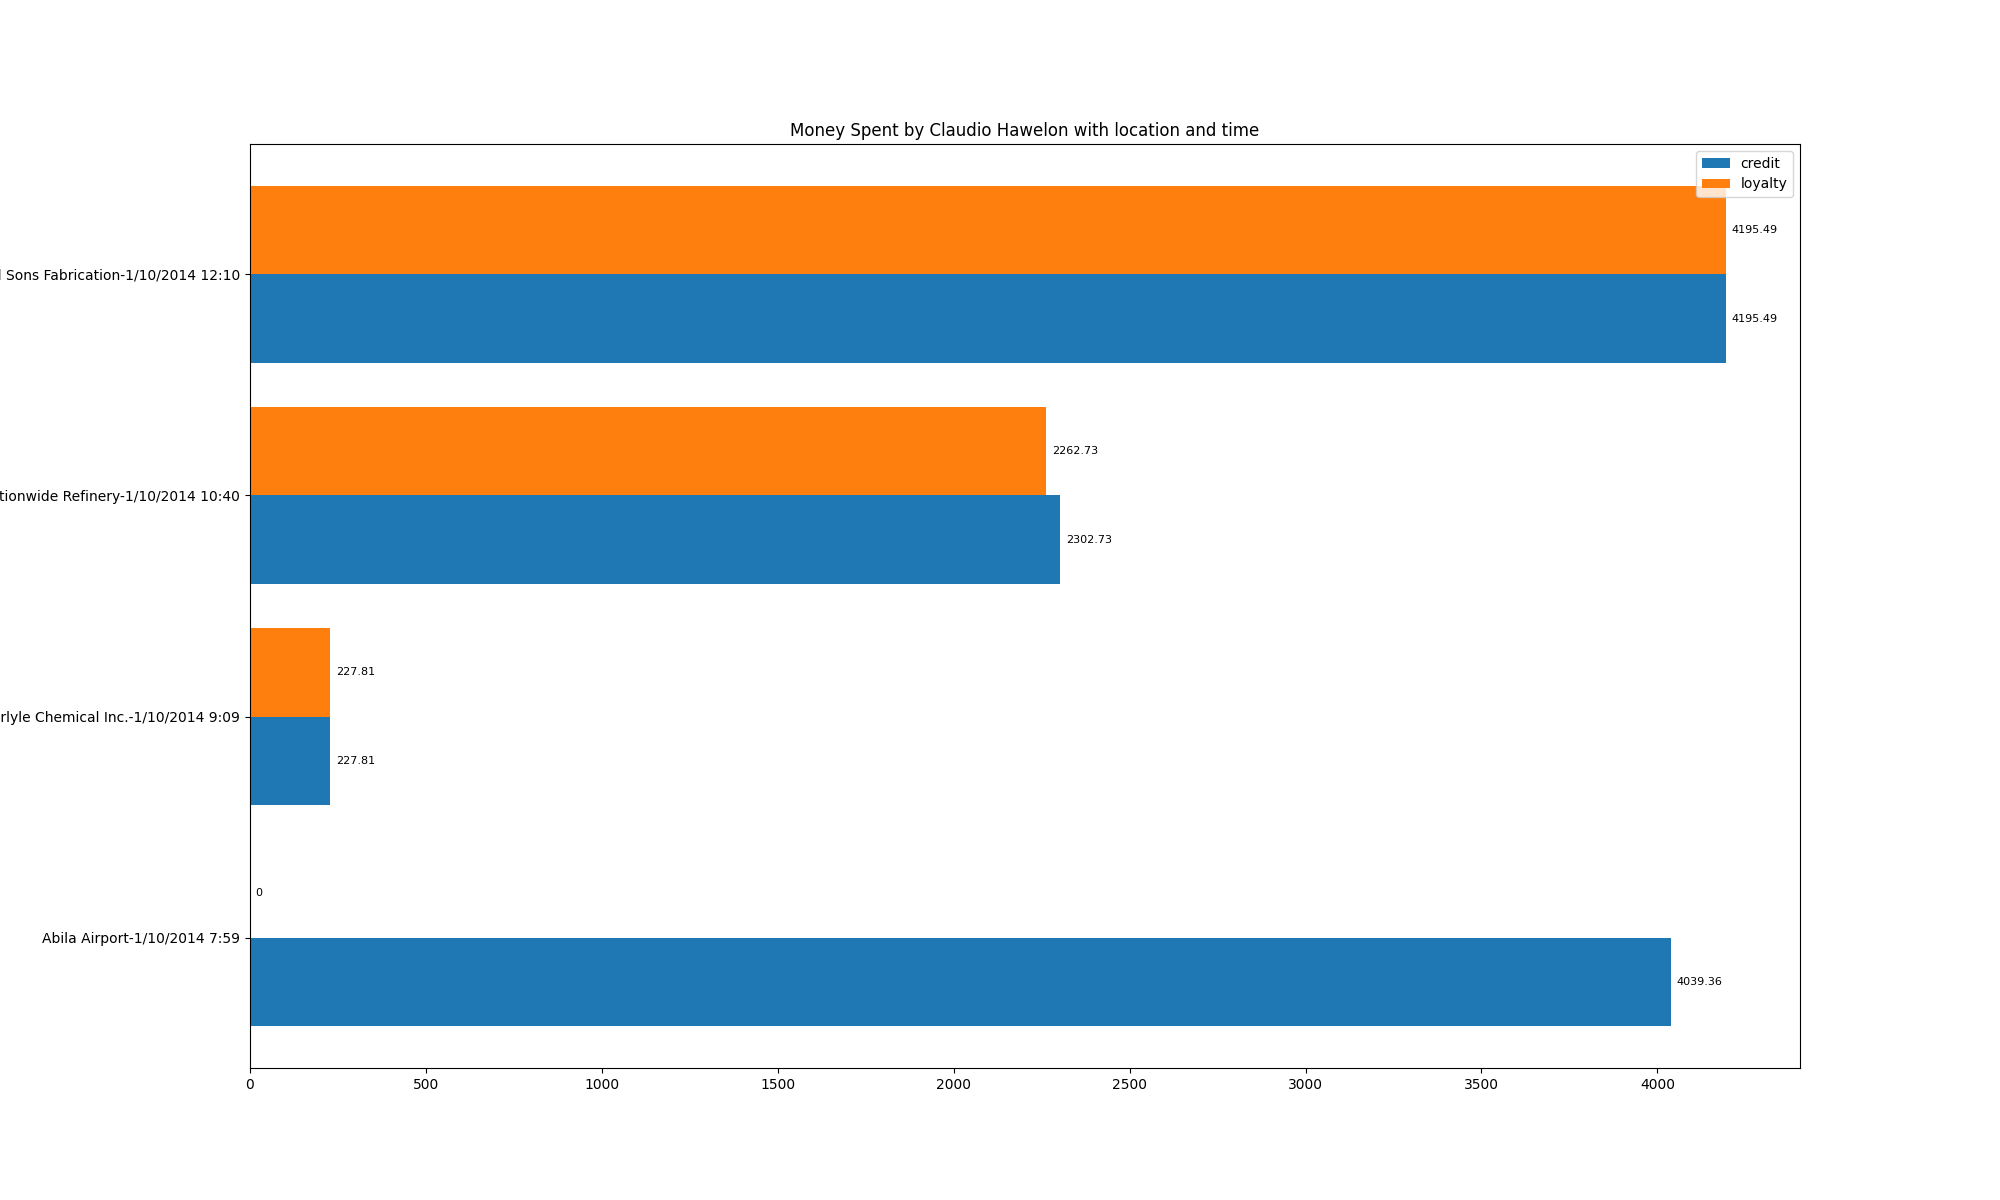 Money Spent by Claudio Hawelon with location and time
credit
loyalty
4195.49
Sons Fabrication-1/10/2014 12:10
4195.49
2262.73
tionwide Refinery-1/10/2014 10:40
2302.73
227.81
rlyle Chemical Inc.-1/10/2014 9:09
227.81
0
Abila Airport-1/10/2014 7:59
4039.36
0 500 1000 1500 2000 2500 3000 3500 4000